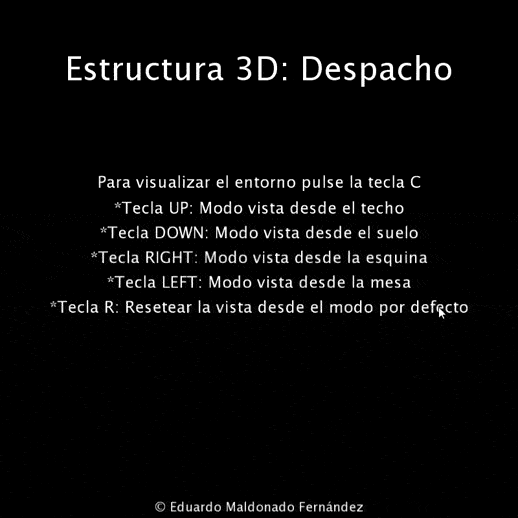 Estructura 3D: Despacho
Para visualizar el entorno pulse la tecla C
*Tecla UP: Modo vista desde el techo
*Tecla DOWN: Modo vista desde el suelo
*Tecla RIGHT: Modo vista desde la esquina
*Tecla LEFT: Modo vista desde la mesa
*Tecla R: Resetear la vista desde el modo por defecto
© Eduardo Maldonado Fernández